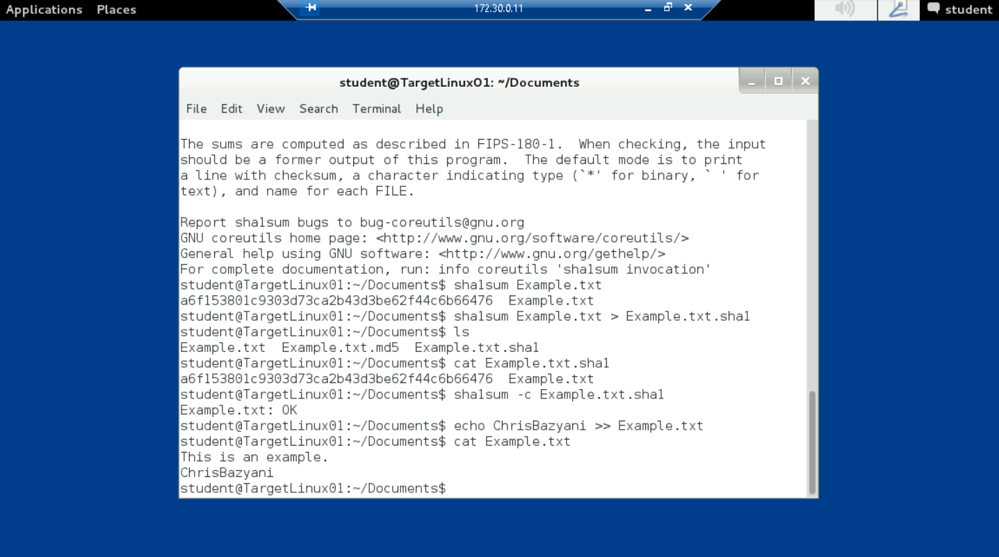 Applications Places 172.30.0.11 student
student@TargetLinux01: ~/Documents
File Edit View Search Terminal Help
The sums are computed as described in FIPS-180-1.  When checking, the input
should be a former output of this program.  The default mode is to print
a line with checksum, a character indicating type (`*' for binary, ` ' for
text), and name for each FILE.
Report sha1sum bugs to bug-coreutils@gnu.org
GNU coreutils home page: <http://www.gnu.org/software/coreutils/>
General help using GNU software: <http://www.gnu.org/gethelp/>
For complete documentation, run: info coreutils 'sha1sum invocation'
student@TargetLinux01:~/Documents$ sha1sum Example.txt
a6f153801c9303d73ca2b43d3be62f44c6b66476  Example.txt
student@TargetLinux01:~/Documents$ sha1sum Example.txt > Example.txt.sha1
student@TargetLinux01:~/Documents$ ls
Example.txt  Example.txt.md5  Example.txt.sha1
student@TargetLinux01:~/Documents$ cat Example.txt.sha1
a6f153801c9303d73ca2b43d3be62f44c6b66476  Example.txt
student@TargetLinux01:~/Documents$ sha1sum -c Example.txt.sha1
Example.txt: OK
student@TargetLinux01:~/Documents$ echo ChrisBazyani >> Example.txt
student@TargetLinux01:~/Documents$ cat Example.txt
This is an example.
ChrisBazyani
student@TargetLinux01:~/Documents$